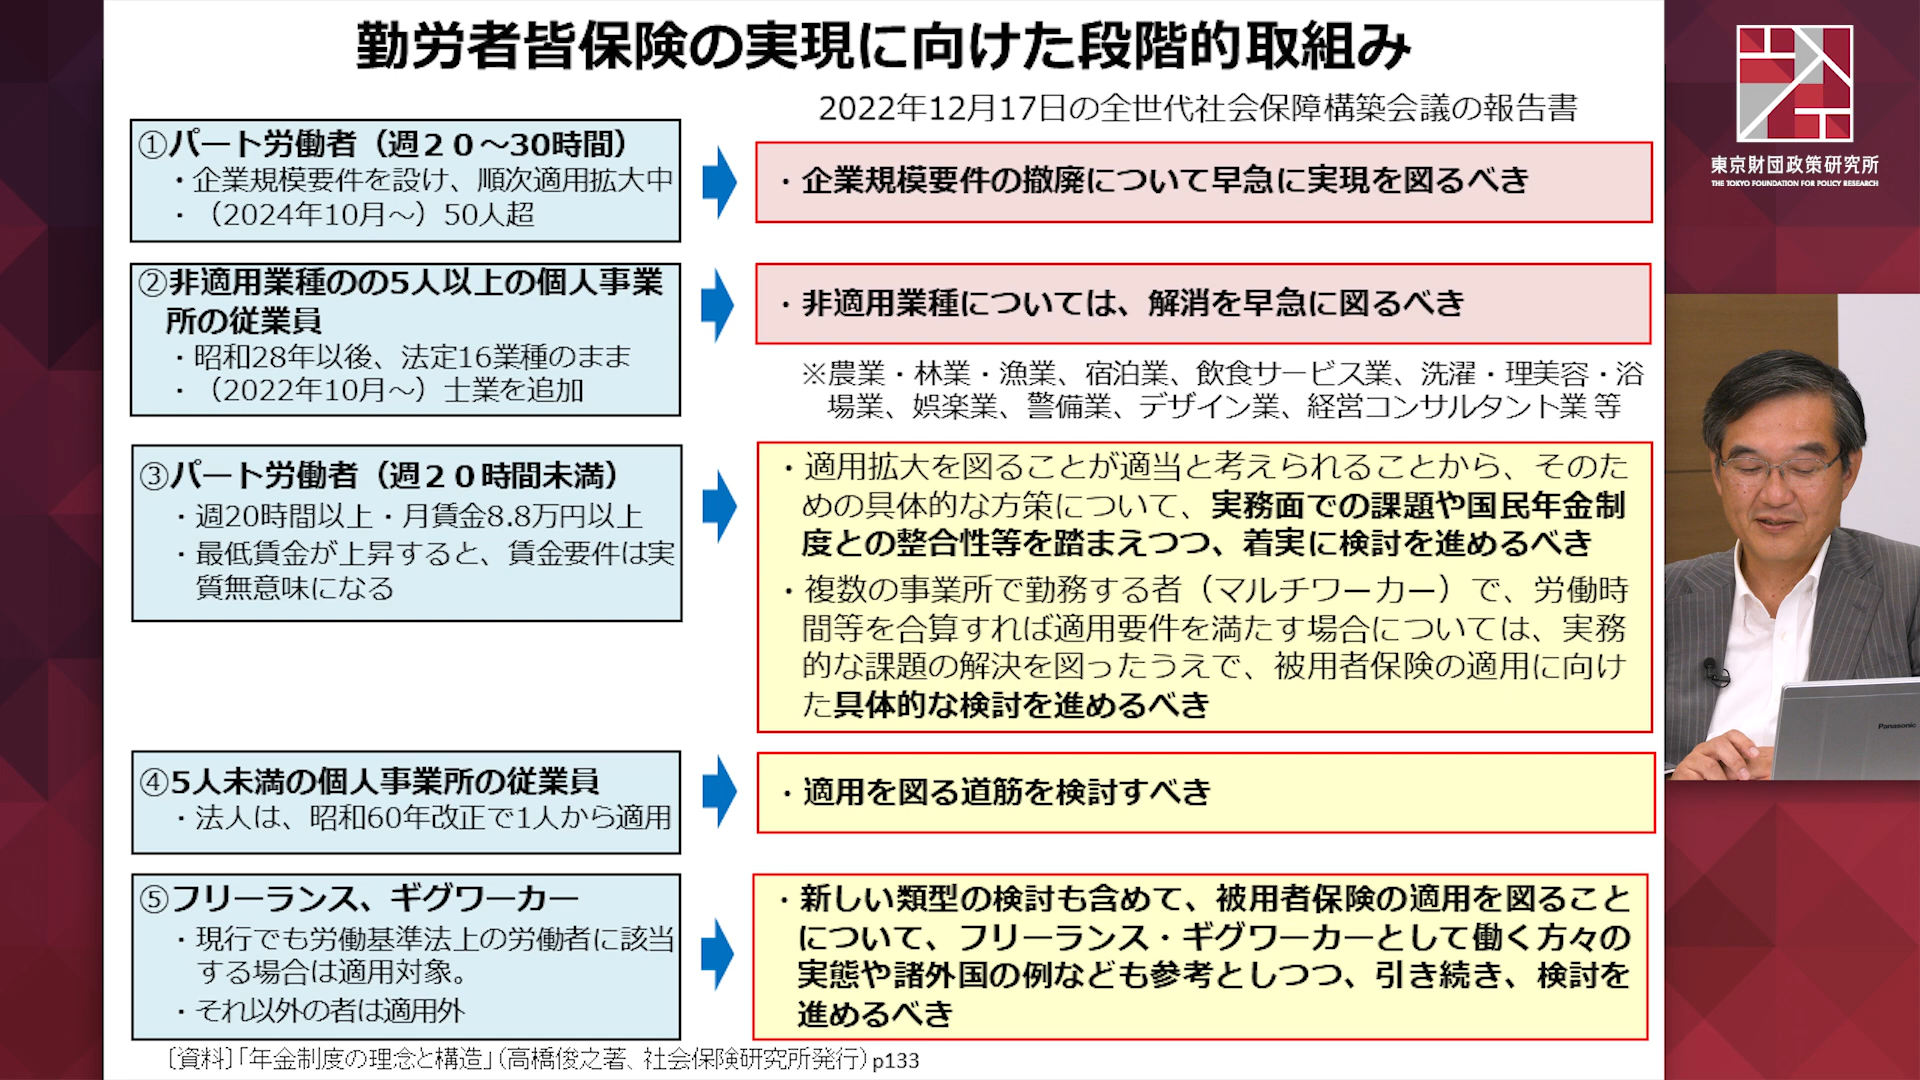 勤労者皆保険の実現に向けた段階的取組み
2022年12月17日の全世代社会保障構築会議の報告書
①パート労働者（週２０～30時間）
・企業規模要件を設け、順次適用拡大中
・（2024年10月～）50人超
・企業規模要件の撤廃について早急に実現を図るべき
②非適用業種のの5人以上の個人事業
所の従業員
・昭和28年以後、法定16業種のまま
・（2022年10月～）士業を追加
・非適用業種については、解消を早急に図るべき
※農業・林業・漁業、宿泊業、飲食サービス業、洗濯・理美容・浴
場業、娯楽業、警備業、デザイン業、経営コンサルタント業 等
③パート労働者（週２０時間未満）
・週20時間以上・月賃金8.8万円以上
・最低賃金が上昇すると、賃金要件は実
質無意味になる
・適用拡大を図ることが適当と考えられることから、そのた
めの具体的な方策について、実務面での課題や国民年金制
度との整合性等を踏まえつつ、着実に検討を進めるべき
・複数の事業所で勤務する者（マルチワーカー）で、労働時
間等を合算すれば適用要件を満たす場合については、実務
的な課題の解決を図ったうえで、被用者保険の適用に向け
た具体的な検討を進めるべき
④5人未満の個人事業所の従業員
・法人は、昭和60年改正で1人から適用
・適用を図る道筋を検討すべき
⑤フリーランス、ギグワーカー
・現行でも労働基準法上の労働者に該当
する場合は適用対象。
・それ以外の者は適用外
・新しい類型の検討も含めて、被用者保険の適用を図ること
について、フリーランス・ギグワーカーとして働く方々の
実態や諸外国の例なども参考としつつ、引き続き、検討を
進めるべき
〔資料〕「年金制度の理念と構造」（高橋俊之著、社会保険研究所発行）p133
東京財団政策研究所
THE TOKYO FOUNDATION FOR POLICY RESEARCH
Panasonic